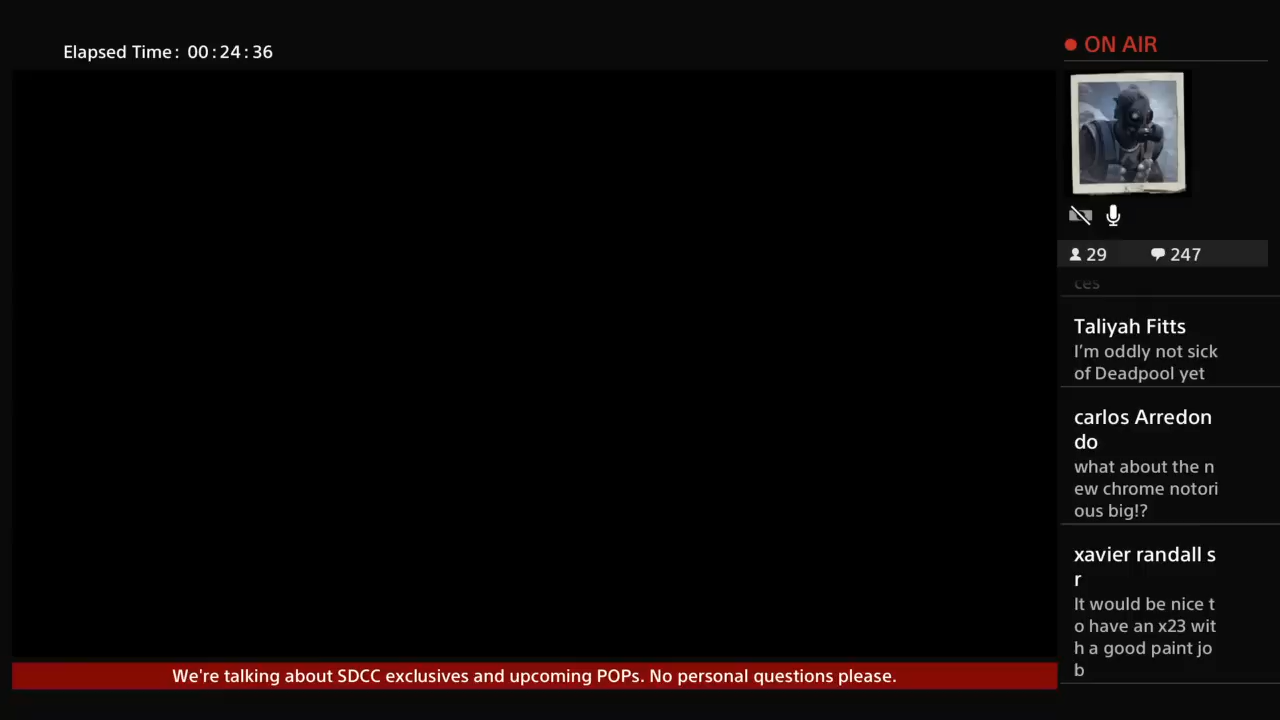 Elapsed Time: 00:24:36
ON AIR
29 247
ces
Taliyah Fitts
I’m oddly not sick
of Deadpool yet
carlos Arredon
do
what about the n
ew chrome notori
ous big!?
xavier randall s
r
It would be nice t
o have an x23 wit
h a good paint jo
b
We're talking about SDCC exclusives and upcoming POPs. No personal questions please.